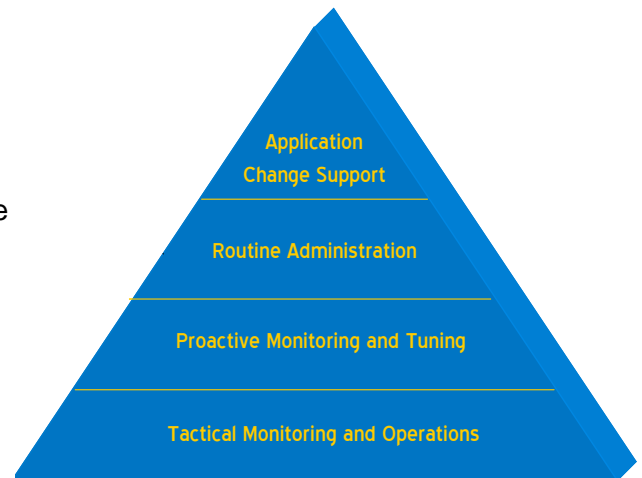 Application
Change Support
e
Routine Administration
Proactive Monitoring and Tuning
Tactical Monitoring and Operations